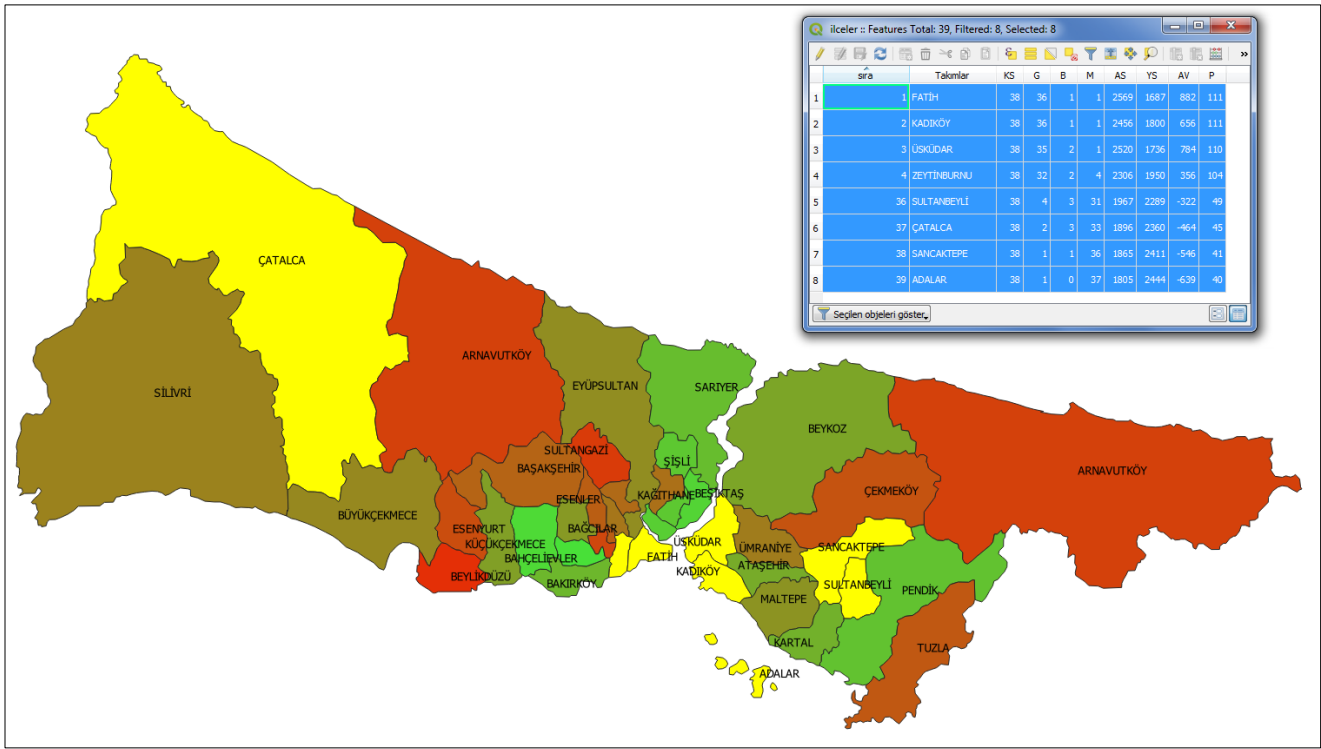 ilceler :: Features Total: 39, Filtered: 8, Selected: 8
»
sıra Takımlar KS G B M AS YS AV P
1 1 FATİH 38 36 1 1 2569 1687 882 111
2 2 KADIKÖY 38 36 1 1 2456 1800 656 111
3 3 ÜSKÜDAR 38 35 2 1 2520 1736 784 110
4 4 ZEYTİNBURNU 38 32 2 4 2306 1950 356 104
5 36 SULTANBEYLİ 38 4 3 31 1967 2289 -322 49
6 37 ÇATALCA 38 2 3 33 1896 2360 -464 45
7 38 SANCAKTEPE 38 1 1 36 1865 2411 -546 41
8 39 ADALAR 38 1 0 37 1805 2444 -639 40
Seçilen objeleri göster
ÇATALCA
ARNAVUTKÖY
SİLİVRİ
EYÜPSULTAN
SARIYER
BEYKOZ
SULTANGAZİ
ŞİŞLİ
BAŞAKŞEHİR
ARNAVUTKÖY
ÇEKMEKÖY
ESENLER
KAĞITHANE
BEŞİKTAŞ
BÜYÜKÇEKMECE
ESENYURT
BAĞCILAR
KÜÇÜKÇEKMECE
ÜSKÜDAR
ÜMRANİYE
SANCAKTEPE
BAHÇELİEVLER
FATİH
ATAŞEHİR
KADIKÖY
BEYLİKDÜZÜ
BAKIRKÖY
SULTANBEYLİ
PENDİK
MALTEPE
KARTAL
TUZLA
ADALAR